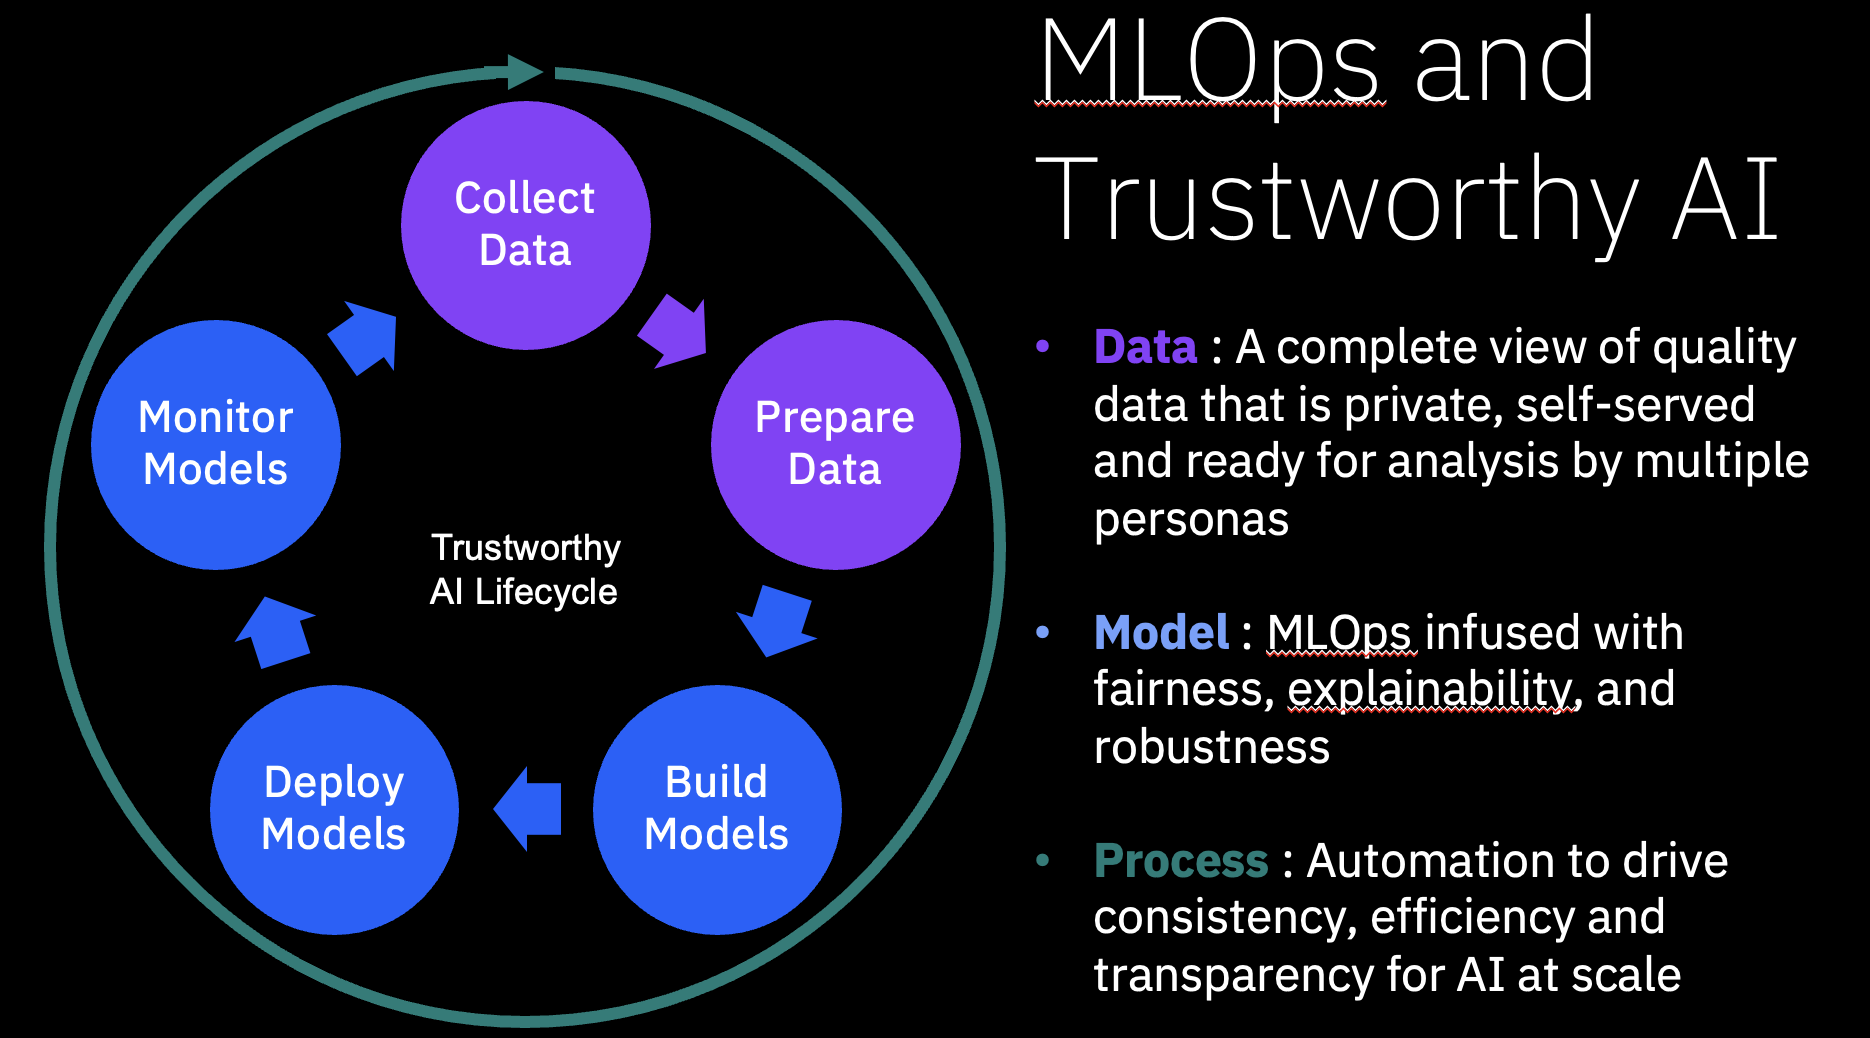 MLOps and
Trustworthy AI
Collect
Data
Prepare
Data
Build
Models
Deploy
Models
Monitor
Models
Trustworthy
AI Lifecycle
• Data : A complete view of quality
data that is private, self-served
and ready for analysis by multiple
personas
• Model : MLOps infused with
fairness, explainability, and
robustness
• Process : Automation to drive
consistency, efficiency and
transparency for AI at scale